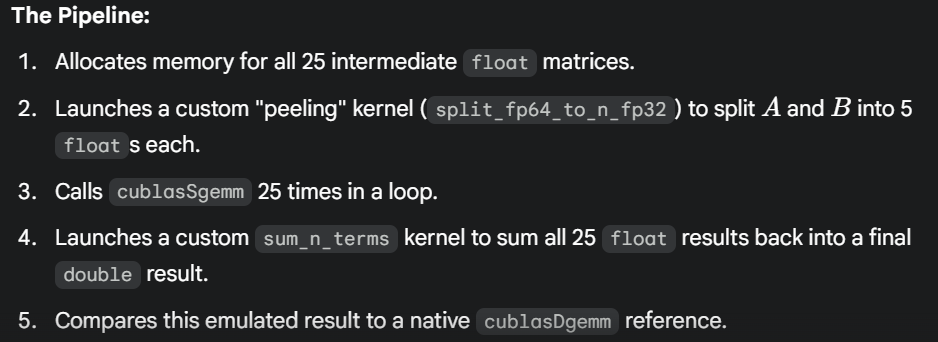 The Pipeline:
1. Allocates memory for all 25 intermediate float matrices.
2. Launches a custom "peeling" kernel ( split_fp64_to_n_fp32 ) to split A and B into 5
float s each.
3. Calls cublasSgemm 25 times in a loop.
4. Launches a custom sum_n_terms kernel to sum all 25 float results back into a final
double result.
5. Compares this emulated result to a native cublasDgemm reference.